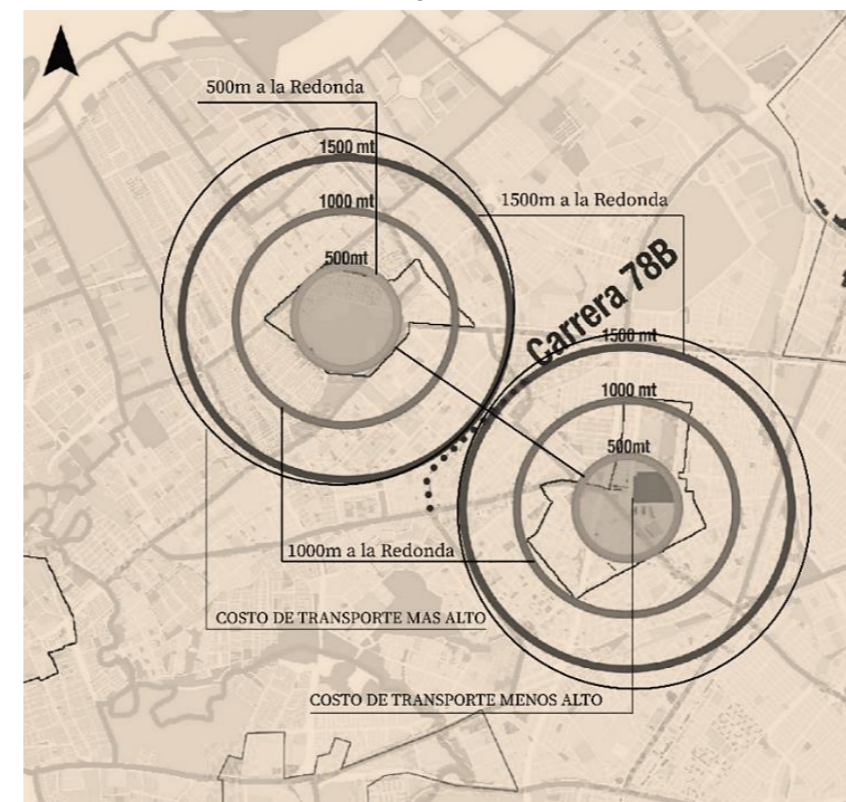 500m a la Redonda
1500 mt
1000 mt
1500m a la Redonda
500mt
Carrera 78B
1500 mt
1000 mt
500mt
1000m a la Redonda
COSTO DE TRANSPORTE MAS ALTO
COSTO DE TRANSPORTE MENOS ALTO